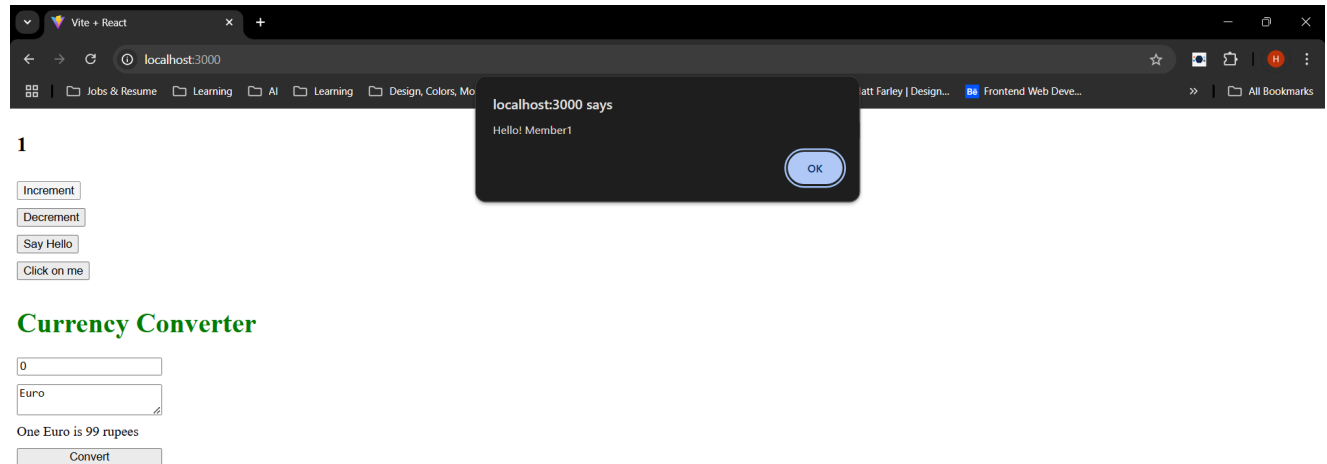 Vite + React
localhost:3000
Jobs & Resume Learning AI Learning Design, Colors, Mo att Farley | Design... Bē Frontend Web Deve... » All Bookmarks
H
localhost:3000 says
Hello! Member1
OK
1
Increment
Decrement
Say Hello
Click on me
Currency Converter
0
Euro
One Euro is 99 rupees
Convert